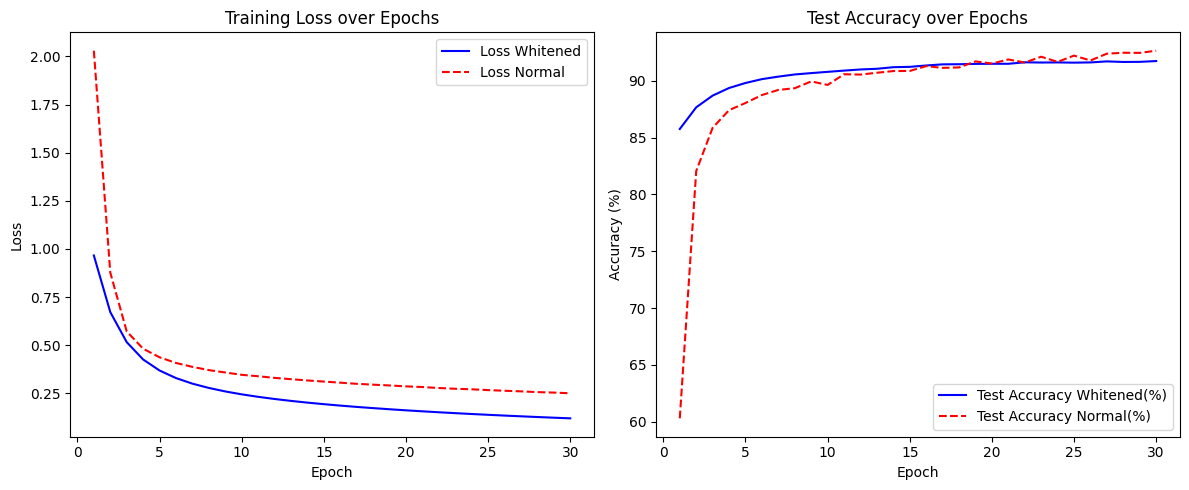 Training Loss over Epochs
2.00
1.75
1.50
1.25
1.00
0.75
0.50
0.25
Loss
Loss Whitened
Loss Normal
0 5 10 15 20 25 30
Epoch
Test Accuracy over Epochs
90
85
80
75
70
65
60
Accuracy (%)
Test Accuracy Whitened(%)
Test Accuracy Normal(%)
0 5 10 15 20 25 30
Epoch